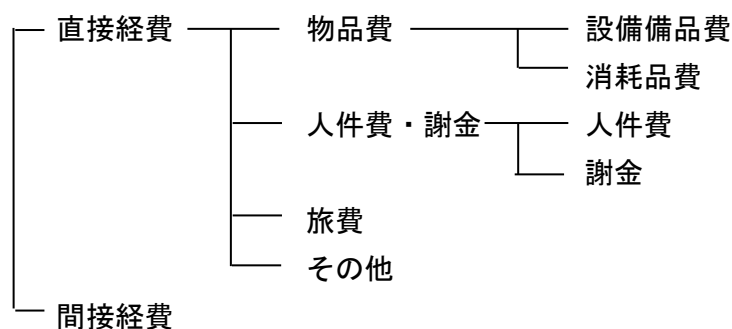 直接経費 物品費 設備備品費
消耗品費
人件費・謝金 人件費
謝金
旅費
その他
間接経費